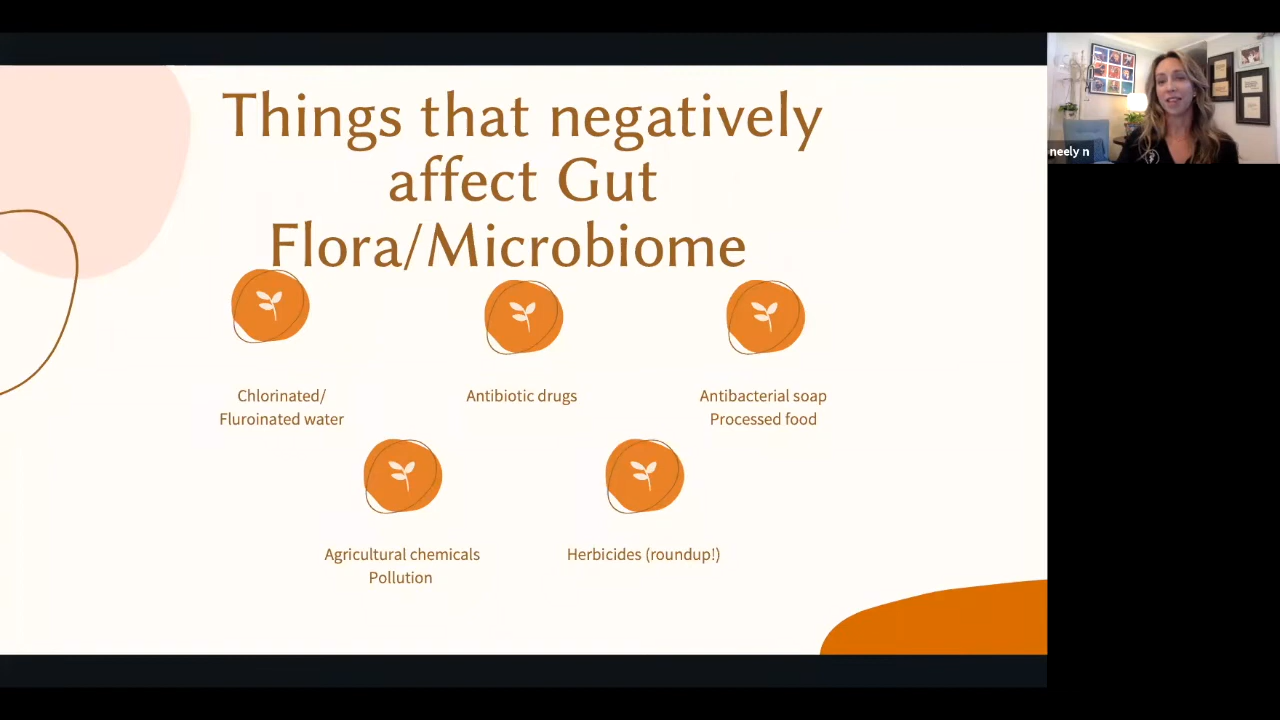 Things that negatively
affect Gut
Flora/Microbiome
Chlorinated/
Fluroinated water
Antibiotic drugs
Antibacterial soap
Processed food
Agricultural chemicals
Pollution
Herbicides (roundup!)
neely n